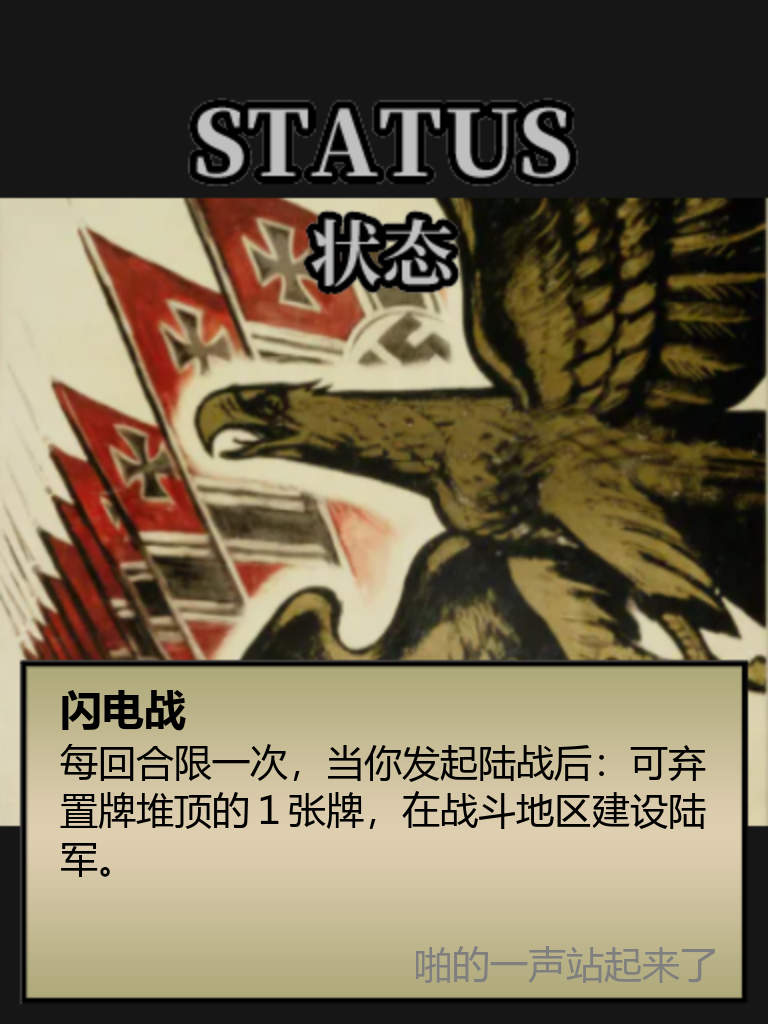 STATUS
状态
闪电战
每回合限一次，当你发起陆战后：可弃
置牌堆顶的1张牌，在战斗地区建设陆
军。
啪的一声站起来了